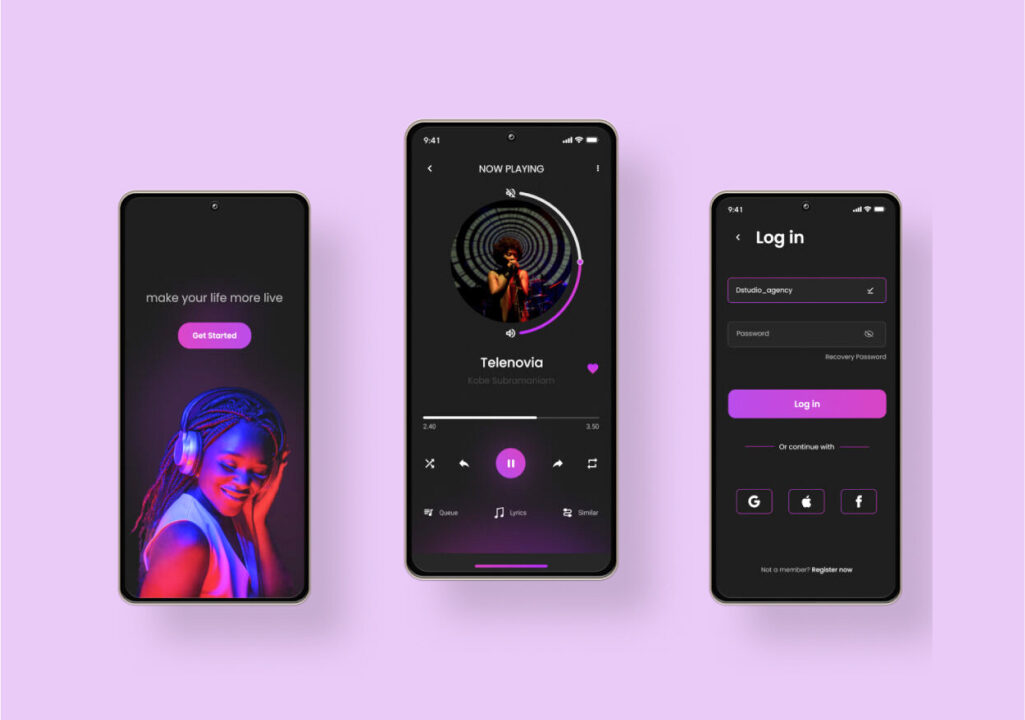 make your life more live
Get Started
9:41
NOW PLAYING
Telenovia
Kobe Subramaniam
2.40
3.50
Queue
Lyrics
Similar
9:41
Log in
Dstudio_agency
Password
Recovery Password
Log in
Or continue with
G
f
Not a member? Register now